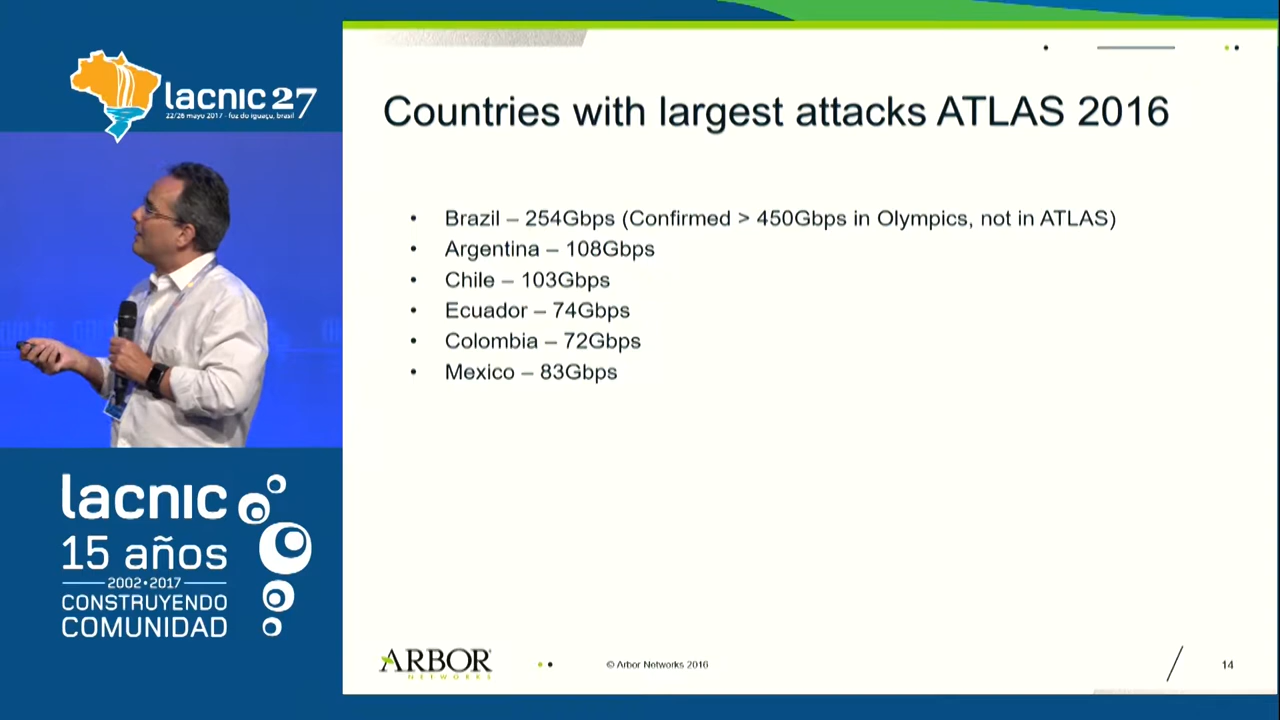 lacnic 27
22/26 mayo 2017 - foz do iguaçu, brasil
Countries with largest attacks ATLAS 2016
• Brazil – 254Gbps (Confirmed > 450Gbps in Olympics, not in ATLAS)
• Argentina – 108Gbps
• Chile – 103Gbps
• Ecuador – 74Gbps
• Colombia – 72Gbps
• Mexico – 83Gbps
lacnic
15 años
2002•2017
CONSTRUYENDO
COMUNIDAD
ARBOR
NETWORKS
© Arbor Networks 2016
14